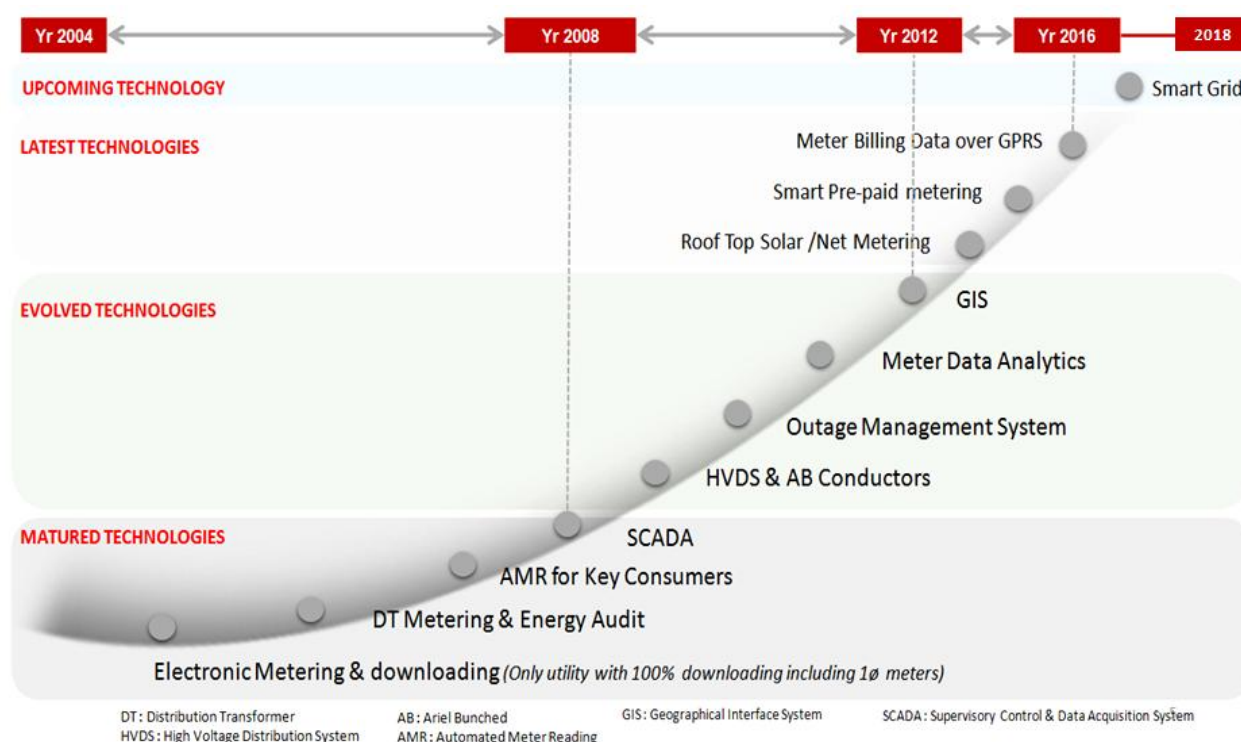 Yr 2004
Yr 2008
Yr 2012
Yr 2016
2018
UPCOMING TECHNOLOGY
Smart Grid
LATEST TECHNOLOGIES
Meter Billing Data over GPRS
Smart Pre-paid metering
Roof Top Solar /Net Metering
EVOLVED TECHNOLOGIES
GIS
Meter Data Analytics
Outage Management System
HVDS & AB Conductors
MATURED TECHNOLOGIES
SCADA
AMR for Key Consumers
DT Metering & Energy Audit
Electronic Metering & downloading (Only utility with 100% downloading including 1ø meters)
DT : Distribution Transformer
HVDS : High Voltage Distribution System
AB : Ariel Bunched
AMR : Automated Meter Reading
GIS : Geographical Interface System
SCADA : Supervisory Control & Data Acquisition System